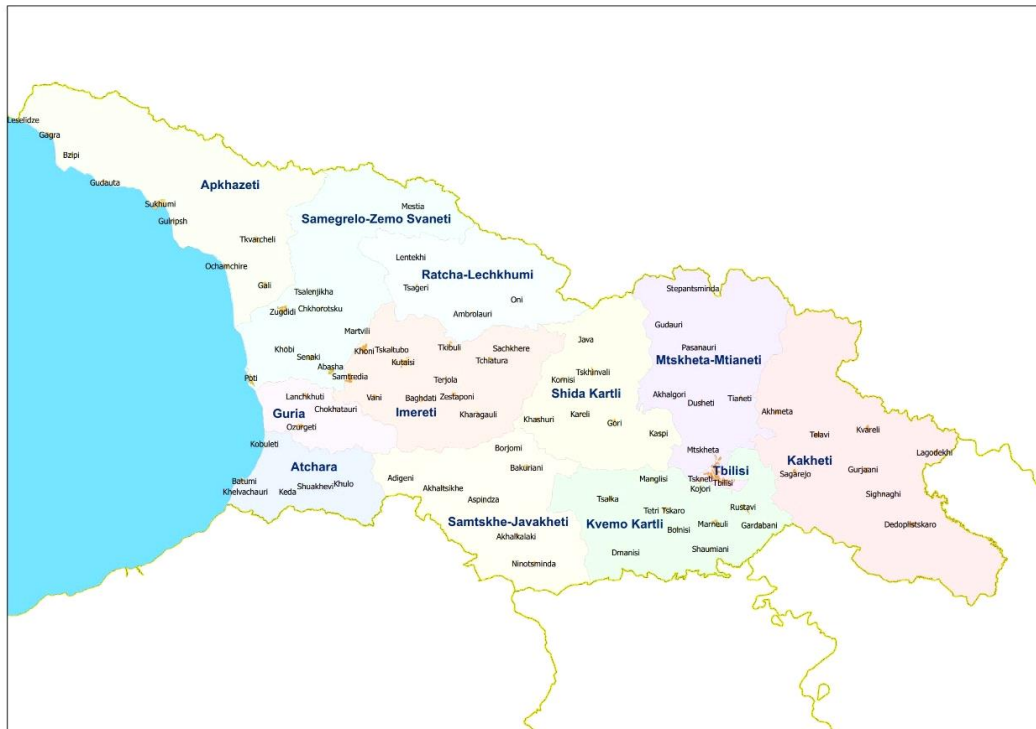 Leselidze
Gagra
Bzipi
Gudauta
Apkhazeti
Sukhumi
Gulripsh
Tkvarcheli
Ochamchire
Gali
Mestia
Samegrelo-Zemo Svaneti
Lentekhi
Ratcha-Lechkhumi
Tsageri
Oni
Ambrolauri
Tsalenjikha
Zugdidi
Chkhorotsku
Martvili
Khobi
Senaki
Abasha
Poti
Khoni
Tskaltubo
Kutaisi
Samtredia
Tkibuli
Sachkhere
Tchiatura
Terjola
Vani
Baghdati
Zestaponi
Imereti
Kharagauli
Lanchkhuti
Guria
Chokhatauri
Ozurgeti
Kobuleti
Atchara
Batumi
Khelvachauri
Keda
Shuakhevi
Khulo
Java
Tskhinvali
Kornisi
Shida Kartli
Khashuri
Kareli
Gori
Kaspi
Stepantsminda
Gudauri
Pasanauri
Mtskheta-Mtianeti
Akhalgori
Dusheti
Tianeti
Mtskheta
Tbilisi
Tskneti
Tbilisi
Kojori
Akhmeta
Telavi
Kvareli
Lagodekhi
Kakheti
Sagarejo
Gurjaani
Sighnaghi
Dedoplistskaro
Borjomi
Bakuriani
Adigeni
Akhaltsikhe
Aspindza
Samtskhe-Javakheti
Akhalkalaki
Ninotsminda
Manglisi
Tsalka
Tetri Tskaro
Rustavi
Kvemo Kartli
Bolnisi
Marneuli
Gardabani
Dmanisi
Shaumiani